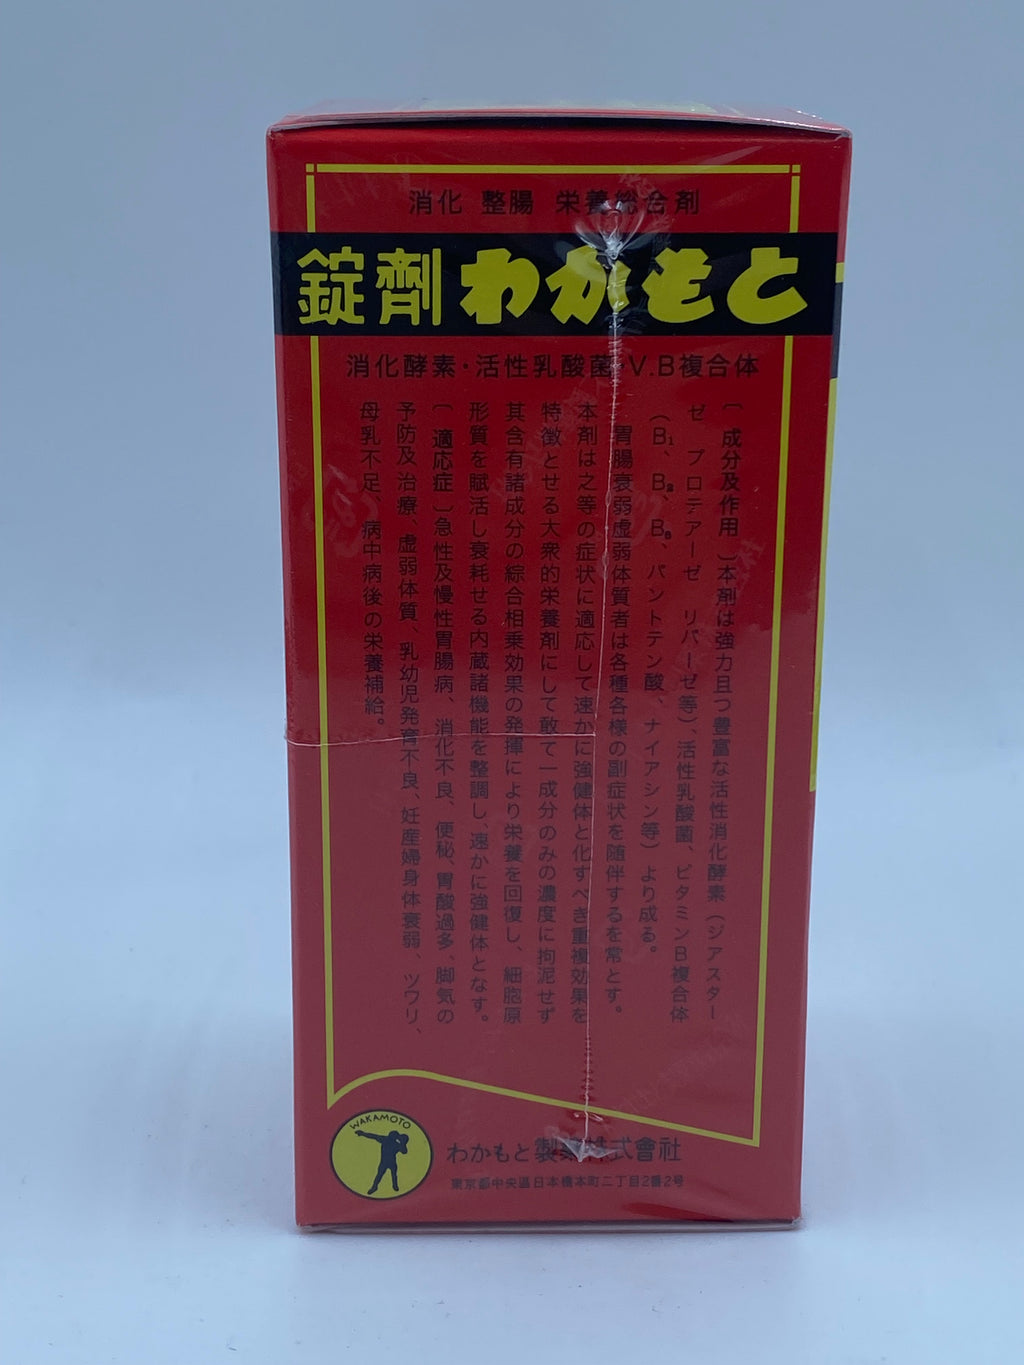 消化 整腸 栄養総合剤
錠劑わかもと
消化酵素・活性乳酸菌・V.B複合体
〔成分及作用〕本剤は強力且つ豊富な活性消化酵素（ジアスター
ゼ プロテアーゼ リパーゼ等）、活性乳酸菌、ビタミンB複合体
（B₁、B₂、B₆、パントテン酸、ナイアシン等）より成る。
胃腸衰弱虚弱体質者は各種各様の副症状を随伴するを常とす。
本剤は之等の症状に適応して速かに強健体と化すべき重複効果を
特徴とせる大衆的栄養剤にして敢て一成分のみの濃度に拘泥せず
其含有諸成分の綜合相乗効果の発揮により栄養を回復し、細胞原
形質を賦活し衰耗せる内蔵諸機能を整調し、速かに強健体となす。
〔適応症〕急性及慢性胃腸病、消化不良、便秘、胃酸過多、脚気の
予防及治療、虚弱体質、乳幼児発育不良、妊産婦身体衰弱、ツワリ、
母乳不足、病中病後の栄養補給。
WAKAMOTO
わかもと製薬株式會社
東京都中央區日本橋本町二丁目2番2号